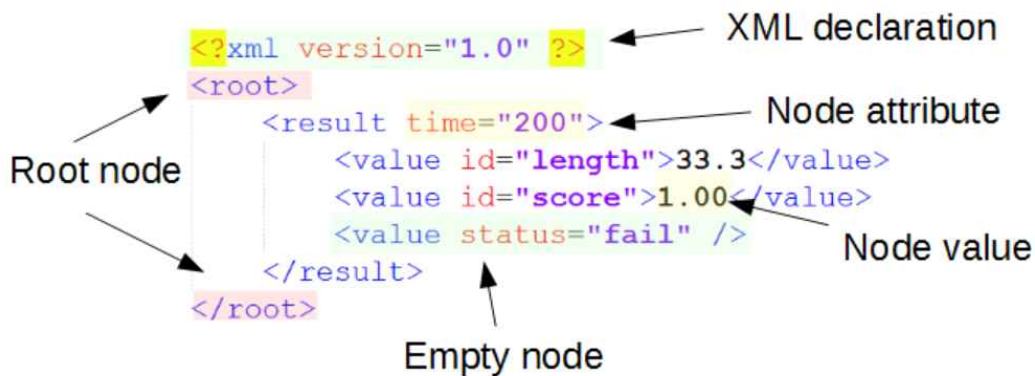 XML declaration
<?xml version="1.0" ?>
<root>
Node attribute
<result time="200">
Root node
<value id="length">33.3</value>
<value id="score">1.00</value>
<value status="fail" />
Node value
</result>
</root>
Empty node